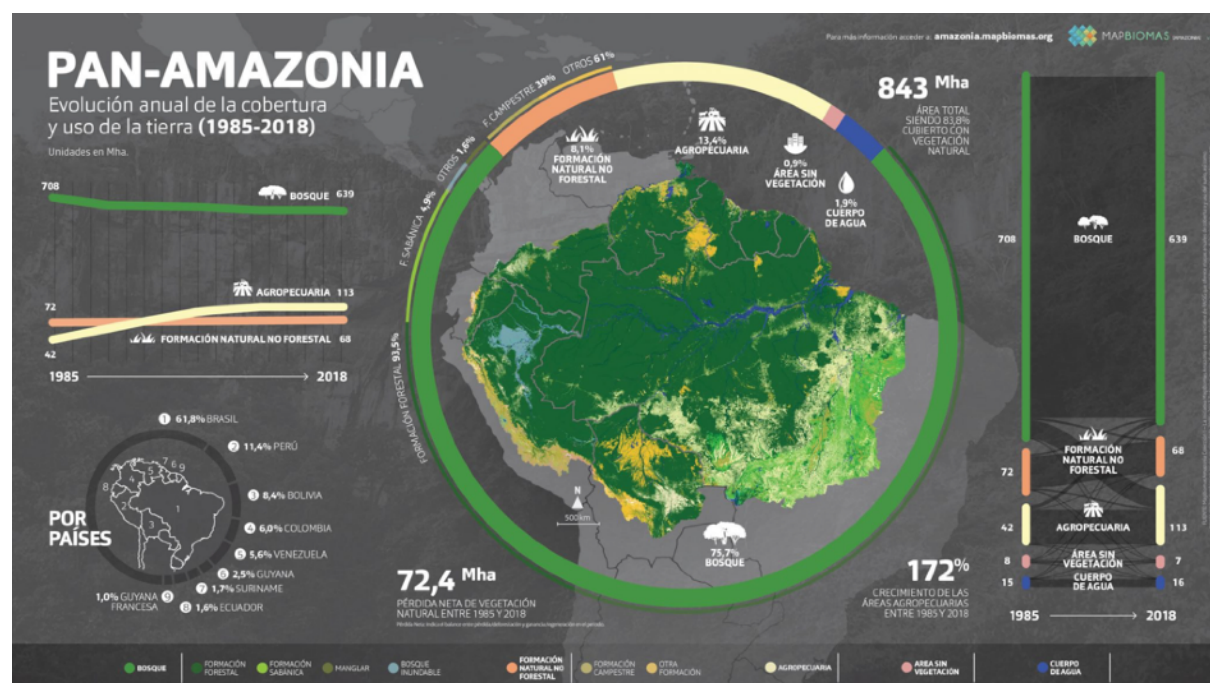 PAN-AMAZONIA
Evolución anual de la cobertura
y uso de la tierra (1985-2018)
Unidades en Mha.
708
BOSQUE 639
AGROPECUARIA 113
72
FORMACIÓN NATURAL NO FORESTAL 68
42
1985
2018
1 61,8% BRASIL
2 11,4% PERÚ
3 8,4% BOLIVIA
4 6,0% COLOMBIA
5 5,6% VENEZUELA
6 2,5% GUYANA
7 1,7% SURINAME
8 1,6% ECUADOR
1,0% GUYANA 9
FRANCESA
POR
PAÍSES
Para más información acceder a: amazonia.mapbiomas.org
MAPBIOMAS
843 Mha
ÁREA TOTAL
SIENDO 83,8%
CUBIERTO CON
VEGETACIÓN
NATURAL
F. CAMPESTRE 39%
OTROS 61%
F. SABÁNICA 4,9%
OTROS 1,6%
FORMACIÓN FORESTAL 93,5%
8,1%
FORMACIÓN
NATURAL NO
FORESTAL
13,4%
AGROPECUARIA
0,9%
ÁREA SIN
VEGETACIÓN
1,9%
CUERPO
DE AGUA
N
500km
75,7%
BOSQUE
72,4 Mha
PÉRDIDA NETA DE VEGETACIÓN
NATURAL ENTRE 1985 Y 2018
172%
CRECIMIENTO DE LAS
ÁREAS AGROPECUARIAS
ENTRE 1985 Y 2018
708
BOSQUE
639
72
FORMACIÓN
NATURAL NO
FORESTAL
68
42
AGROPECUARIA
113
8
ÁREA SIN
VEGETACIÓN
7
15
CUERPO
DE AGUA
16
1985
2018
BOSQUE
FORMACIÓN
FORESTAL
FORMACIÓN
SABÁNICA
MANGLAR
BOSQUE
INUNDABLE
FORMACIÓN
NATURAL NO
FORESTAL
FORMACIÓN
CAMPESTRE
OTRA
FORMACIÓN
AGROPECUARIA
AREA SIN
VEGETACIÓN
CUERPO
DE AGUA